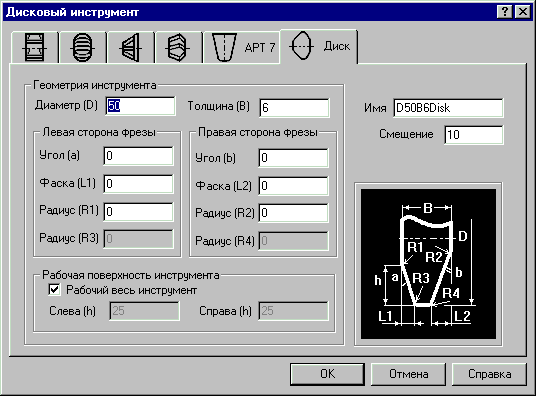 Дисковый инструмент
АРТ 7 Диск
Геометрия инструмента
Диаметр (D) 50 Толщина (B) 6
Имя D50B6Disk
Смещение 10
Левая сторона фрезы
Угол (a) 0
Фаска (L1) 0
Радиус (R1) 0
Радиус (R3) 0
Правая сторона фрезы
Угол (b) 0
Фаска (L2) 0
Радиус (R2) 0
Радиус (R4) 0
Рабочая поверхность инструмента
Рабочий весь инструмент
Слева (h) 25 Справа (h) 25
B
D
R1
R2
h a b
R3
R4
L1 L2
OK Отмена Справка